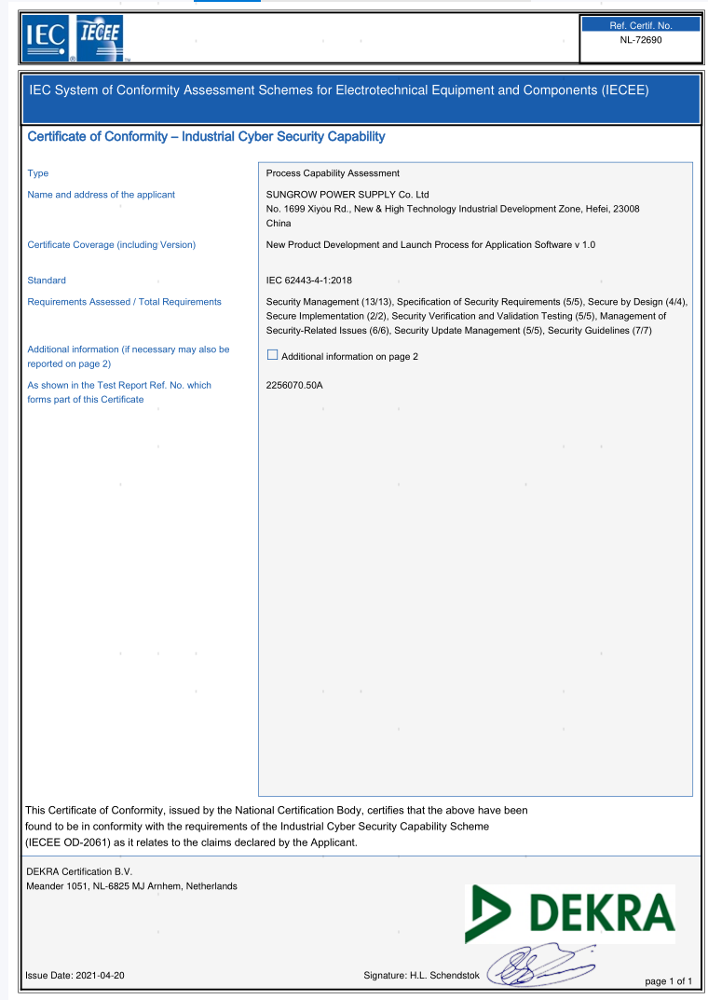 IEC IECEE
® ™
Ref. Certif. No.
NL-72690
IEC System of Conformity Assessment Schemes for Electrotechnical Equipment and Components (IECEE)
Certificate of Conformity – Industrial Cyber Security Capability
Type
Process Capability Assessment
Name and address of the applicant
SUNGROW POWER SUPPLY Co. Ltd
No. 1699 Xiyou Rd., New & High Technology Industrial Development Zone, Hefei, 23008
China
Certificate Coverage (including Version)
New Product Development and Launch Process for Application Software v 1.0
Standard
IEC 62443-4-1:2018
Requirements Assessed / Total Requirements
Security Management (13/13), Specification of Security Requirements (5/5), Secure by Design (4/4),
Secure Implementation (2/2), Security Verification and Validation Testing (5/5), Management of
Security-Related Issues (6/6), Security Update Management (5/5), Security Guidelines (7/7)
Additional information (if necessary may also be
reported on page 2)
Additional information on page 2
As shown in the Test Report Ref. No. which
forms part of this Certificate
2256070.50A
This Certificate of Conformity, issued by the National Certification Body, certifies that the above have been
found to be in conformity with the requirements of the Industrial Cyber Security Capability Scheme
(IECEE OD-2061) as it relates to the claims declared by the Applicant.
DEKRA Certification B.V.
Meander 1051, NL-6825 MJ Arnhem, Netherlands
DEKRA
Issue Date: 2021-04-20
Signature: H.L. Schendstok
page 1 of 1